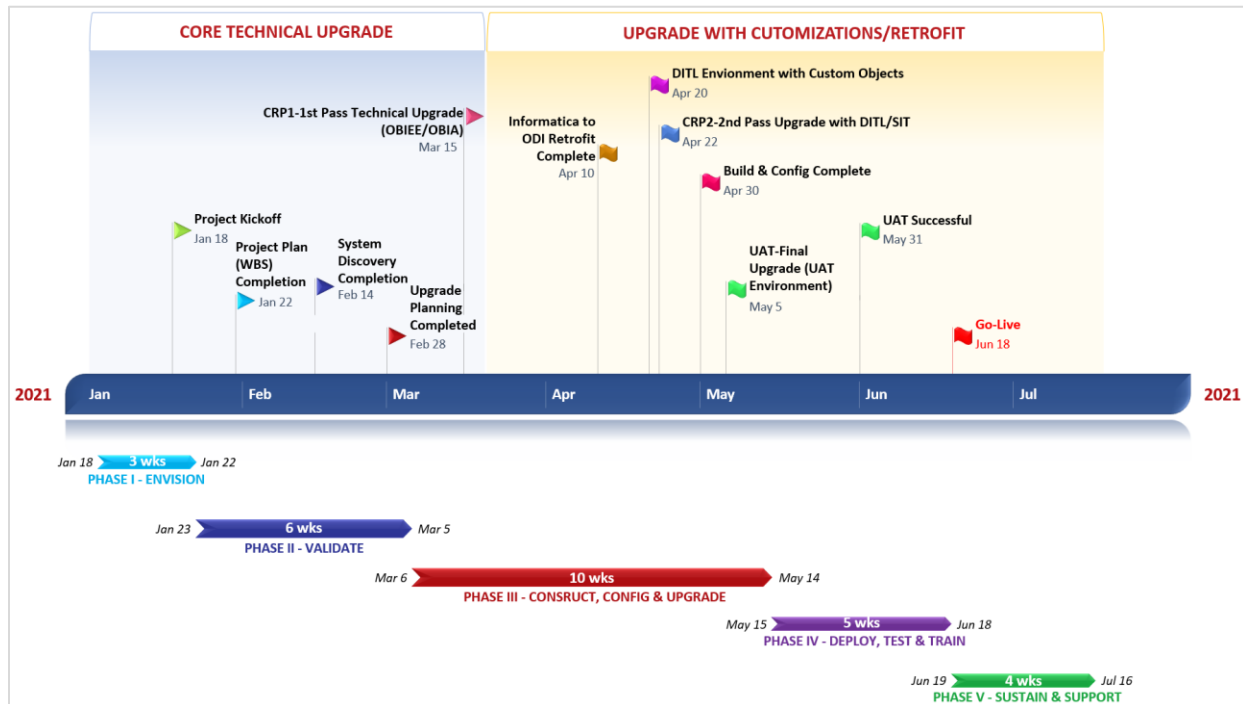 CORE TECHNICAL UPGRADE
UPGRADE WITH CUTOMIZATIONS/RETROFIT
DITL Envionment with Custom Objects
Apr 20
CRP1-1st Pass Technical Upgrade
(OBIEE/OBIA)
Mar 15
Informatica to
ODI Retrofit
Complete
Apr 10
CRP2-2nd Pass Upgrade with DITL/SIT
Apr 22
Build & Config Complete
Apr 30
Project Kickoff
Jan 18
Project Plan
(WBS)
Completion
Jan 22
System
Discovery
Completion
Feb 14
Upgrade
Planning
Completed
Feb 28
UAT-Final
Upgrade (UAT
Environment)
May 5
UAT Successful
May 31
Go-Live
Jun 18
2021
Jan
Feb
Mar
Apr
May
Jun
Jul
2021
Jan 18
3 wks
Jan 22
PHASE I - ENVISION
Jan 23
6 wks
Mar 5
PHASE II - VALIDATE
Mar 6
10 wks
May 14
PHASE III - CONSRUCT, CONFIG & UPGRADE
May 15
5 wks
Jun 18
PHASE IV - DEPLOY, TEST & TRAIN
Jun 19
4 wks
Jul 16
PHASE V - SUSTAIN & SUPPORT